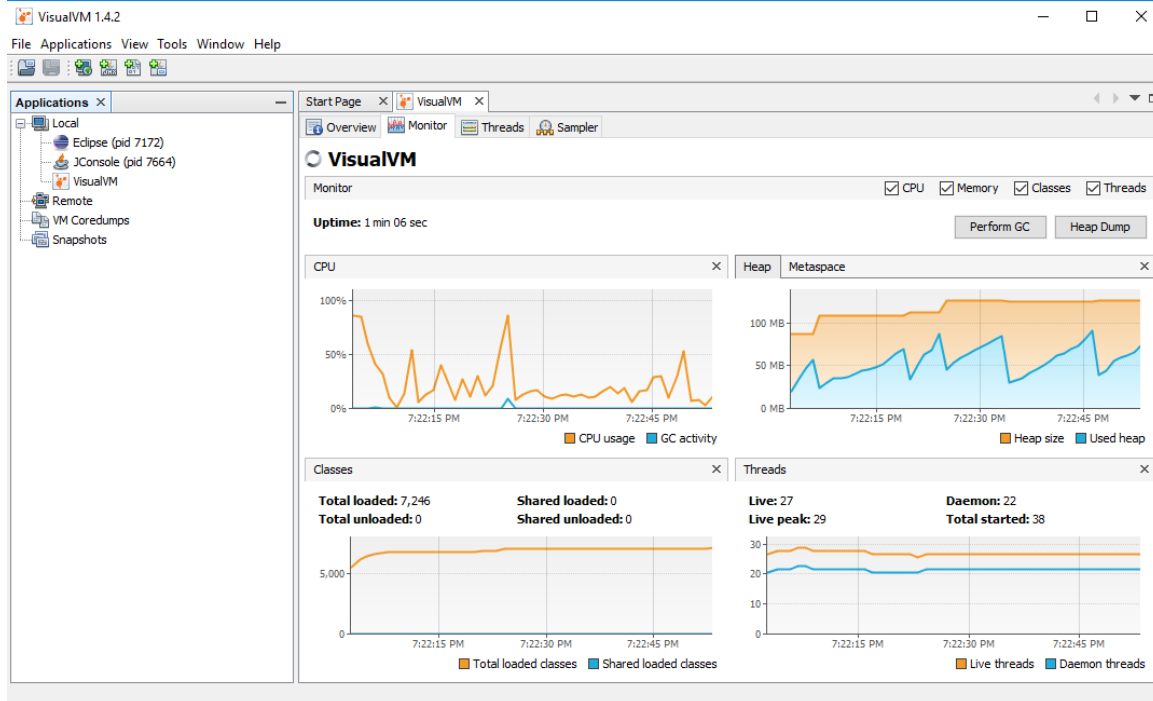 VisualVM 1.4.2
File Applications View Tools Window Help
Applications
Local
Eclipse (pid 7172)
JConsole (pid 7664)
VisualVM
Remote
VM Coredumps
Snapshots
Start Page VisualVM
Overview Monitor Threads Sampler
VisualVM
Monitor CPU Memory Classes Threads
Uptime: 1 min 06 sec
Perform GC Heap Dump
CPU
100%
50%
0%
7:22:15 PM 7:22:30 PM 7:22:45 PM
CPU usage GC activity
Heap Metaspace
100 MB
50 MB
0 MB
7:22:15 PM 7:22:30 PM 7:22:45 PM
Heap size Used heap
Classes
Total loaded: 7,246 Shared loaded: 0
Total unloaded: 0 Shared unloaded: 0
5,000
0
7:22:15 PM 7:22:30 PM 7:22:45 PM
Total loaded classes Shared loaded classes
Threads
Live: 27 Daemon: 22
Live peak: 29 Total started: 38
30
20
10
0
7:22:15 PM 7:22:30 PM 7:22:45 PM
Live threads Daemon threads